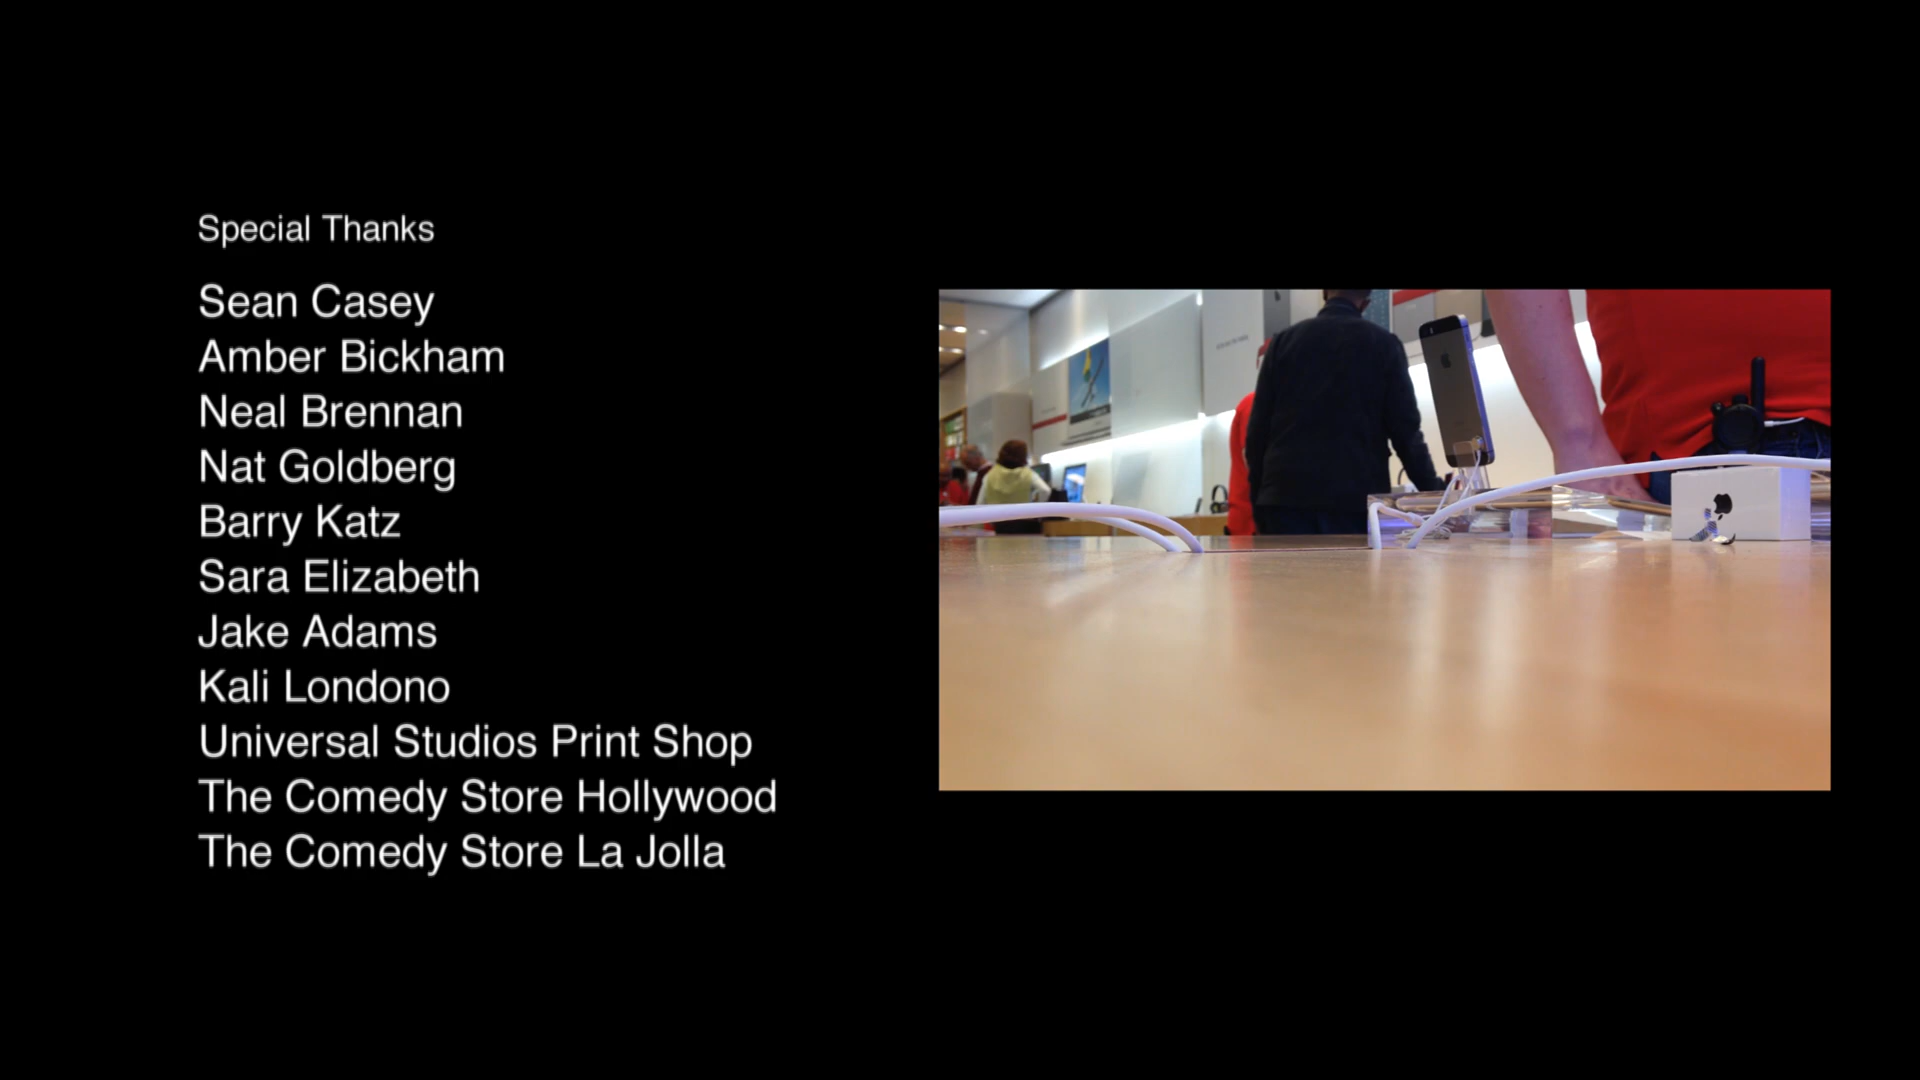 Special Thanks
Sean Casey
Amber Bickham
Neal Brennan
Nat Goldberg
Barry Katz
Sara Elizabeth
Jake Adams
Kali Londono
Universal Studios Print Shop
The Comedy Store Hollywood
The Comedy Store La Jolla